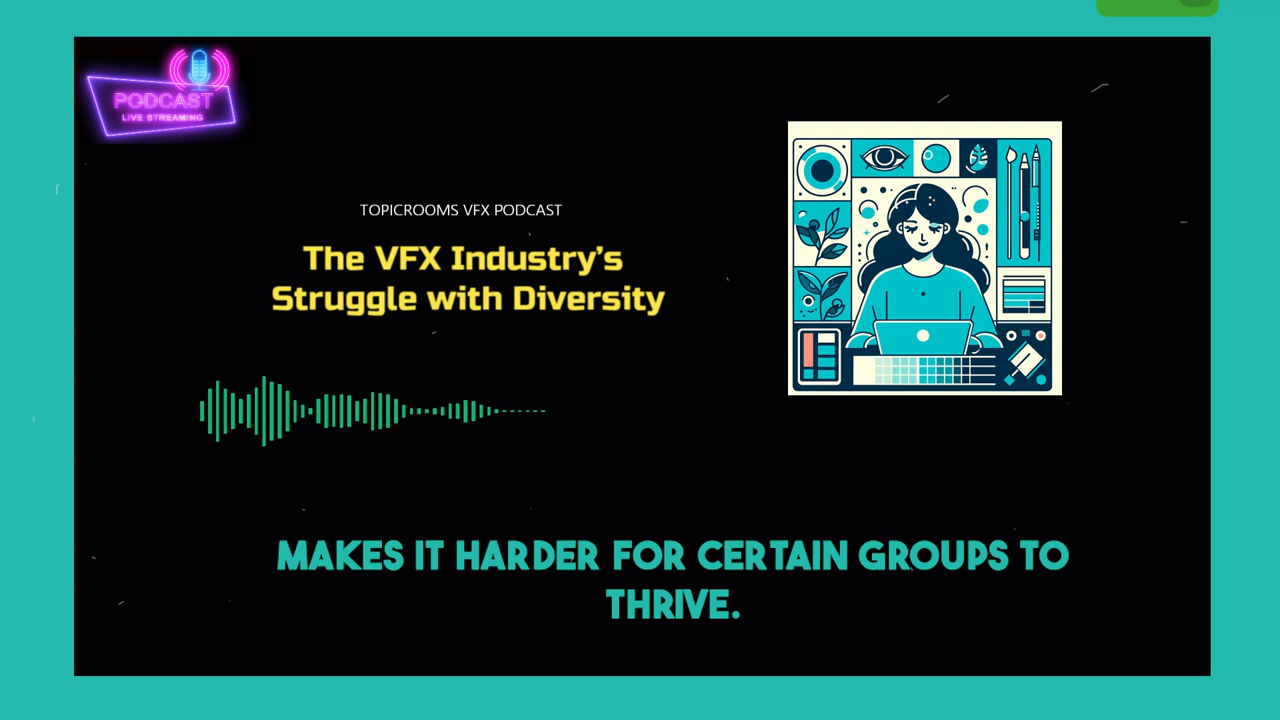 PODCAST
LIVE STREAMING
TOPICROOMS VFX PODCAST
The VFX Industry’s
Struggle with Diversity
MAKES IT HARDER FOR CERTAIN GROUPS TO
THRIVE.